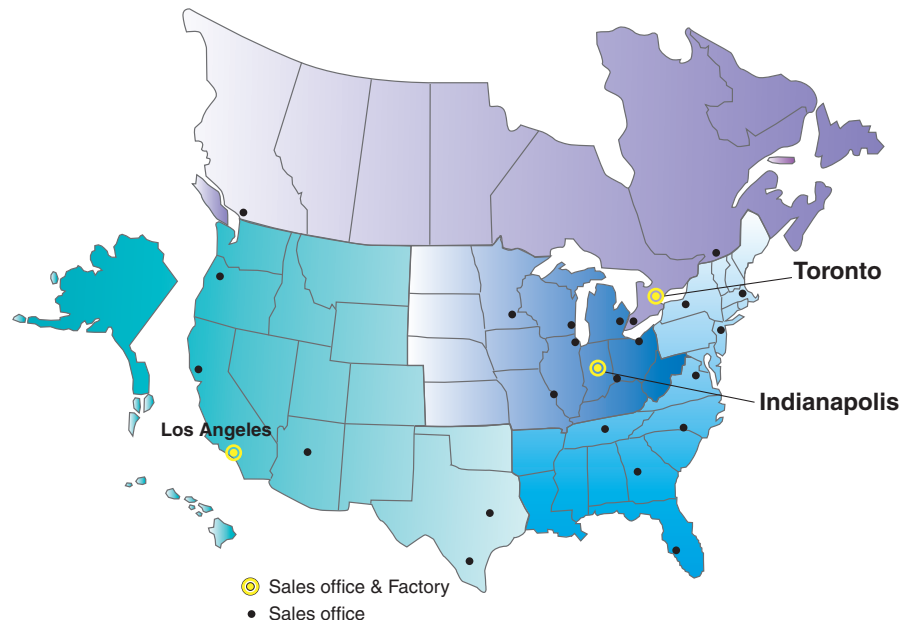 Toronto
Indianapolis
Los Angeles
Sales office & Factory
Sales office